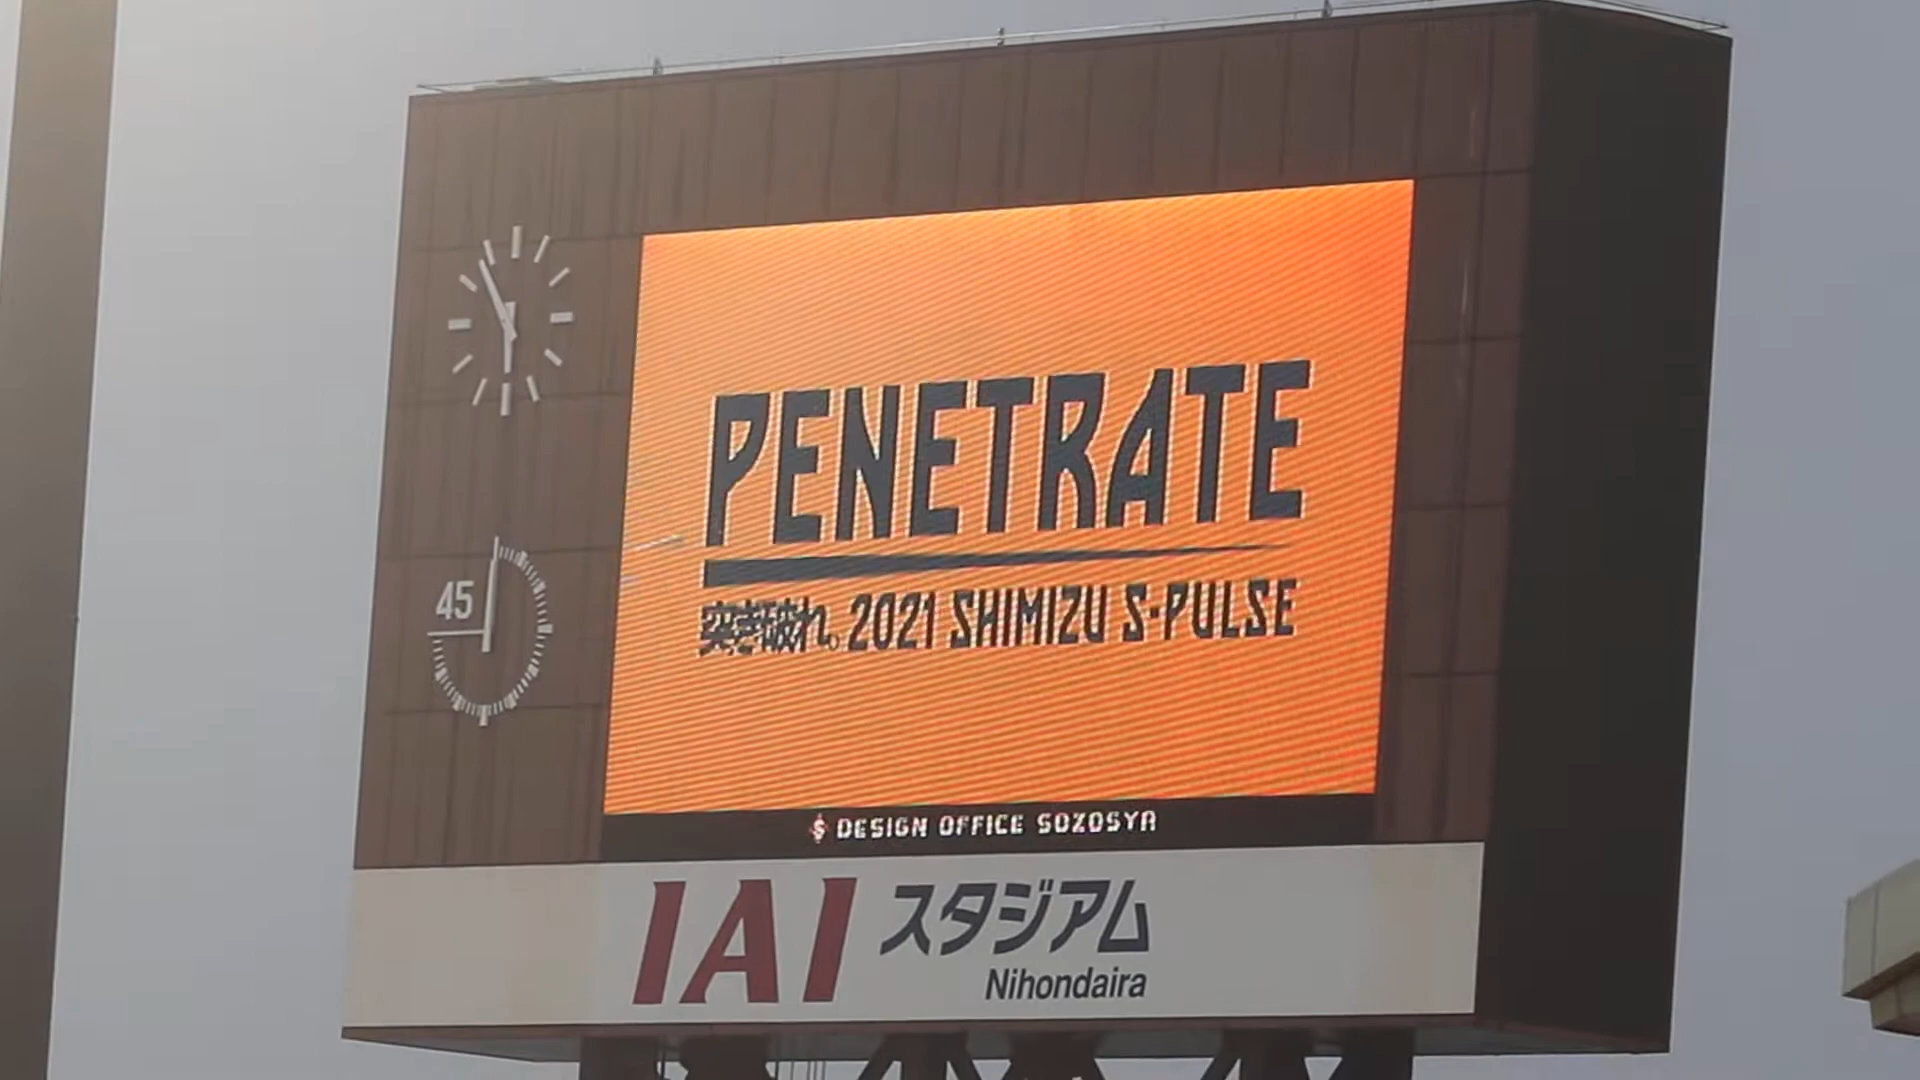 PENETRATE
突き破れ。2021 SHIMIZU S-PULSE
45
DESIGN OFFICE SOZOSYA
IAI スタジアム
Nihondaira